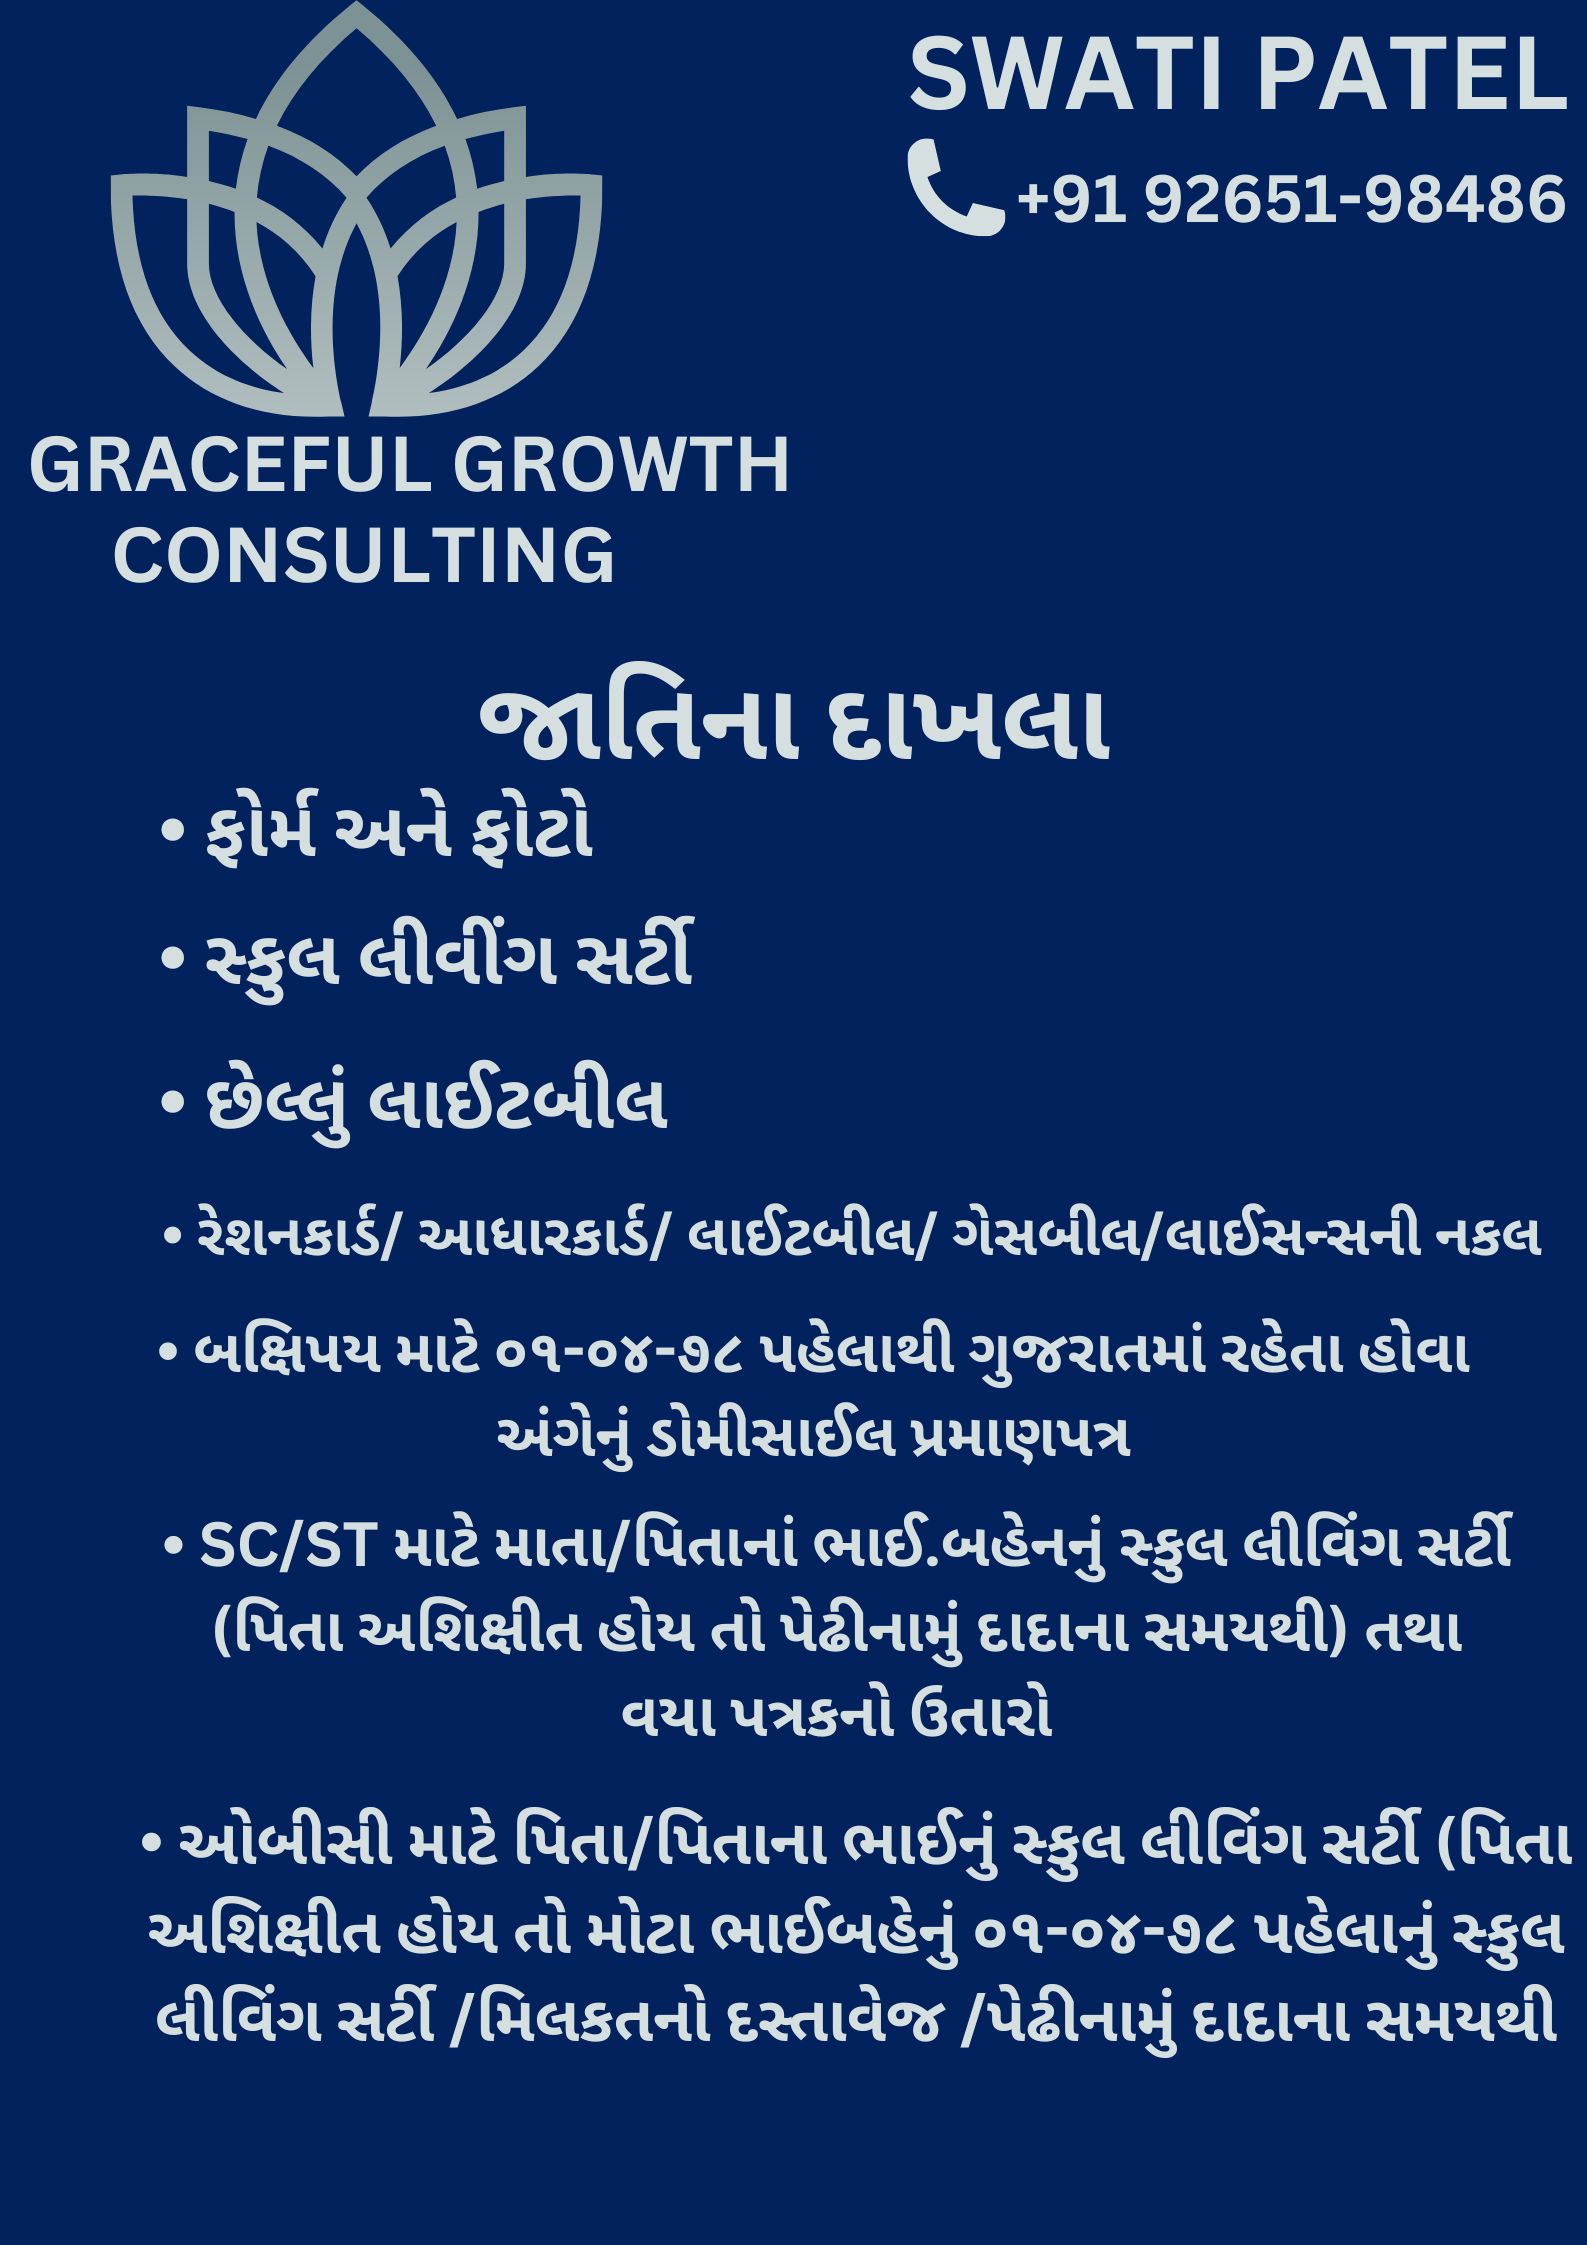 SWATI PATEL
+91 92651-98486
GRACEFUL GROWTH
CONSULTING
જાતિના દાખલા
• ફોર્મ અને ફોટો
• સ્કુલ લીવીંગ સર્ટી
• છેલ્લું લાઈટબીલ
• રેશનકાર્ડ/ આધારકાર્ડ/ લાઈટબીલ/ ગેસબીલ/લાઈસન્સની નકલ
• બક્ષિપય માટે ૦૧-૦૪-૭૮ પહેલાથી ગુજરાતમાં રહેતા હોવા
અંગેનું ડોમીસાઈલ પ્રમાણપત્ર
• SC/ST માટે માતા/પિતાનાં ભાઈ.બહેનનું સ્કુલ લીવિંગ સર્ટી
(પિતા અશિક્ષીત હોય તો પેઢીનામું દાદાના સમયથી) તથા
વયા પત્રકનો ઉતારો
• ઓબીસી માટે પિતા/પિતાના ભાઈનું સ્કુલ લીવિંગ સર્ટી (પિતા
અશિક્ષીત હોય તો મોટા ભાઈબહેનું ૦૧-૦૪-૭૮ પહેલાનું સ્કુલ
લીવિંગ સર્ટી /મિલકતનો દસ્તાવેજ /પેઢીનામું દાદાના સમયથી